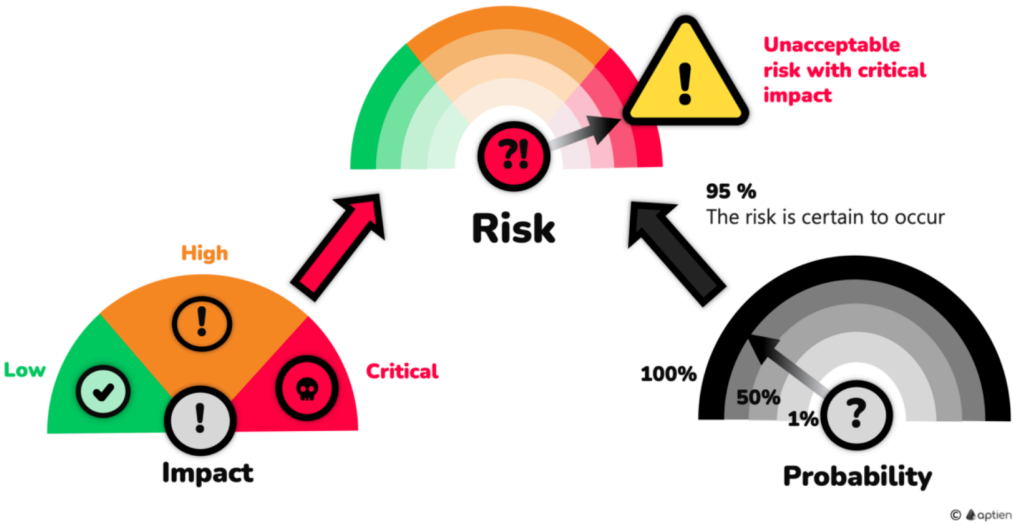 Unacceptable
risk with critical
impact
!
?!
Risk
95 %
The risk is certain to occur
High
!
Low
Critical
!
Impact
100%
50%
1%
?
Probability
© aptien